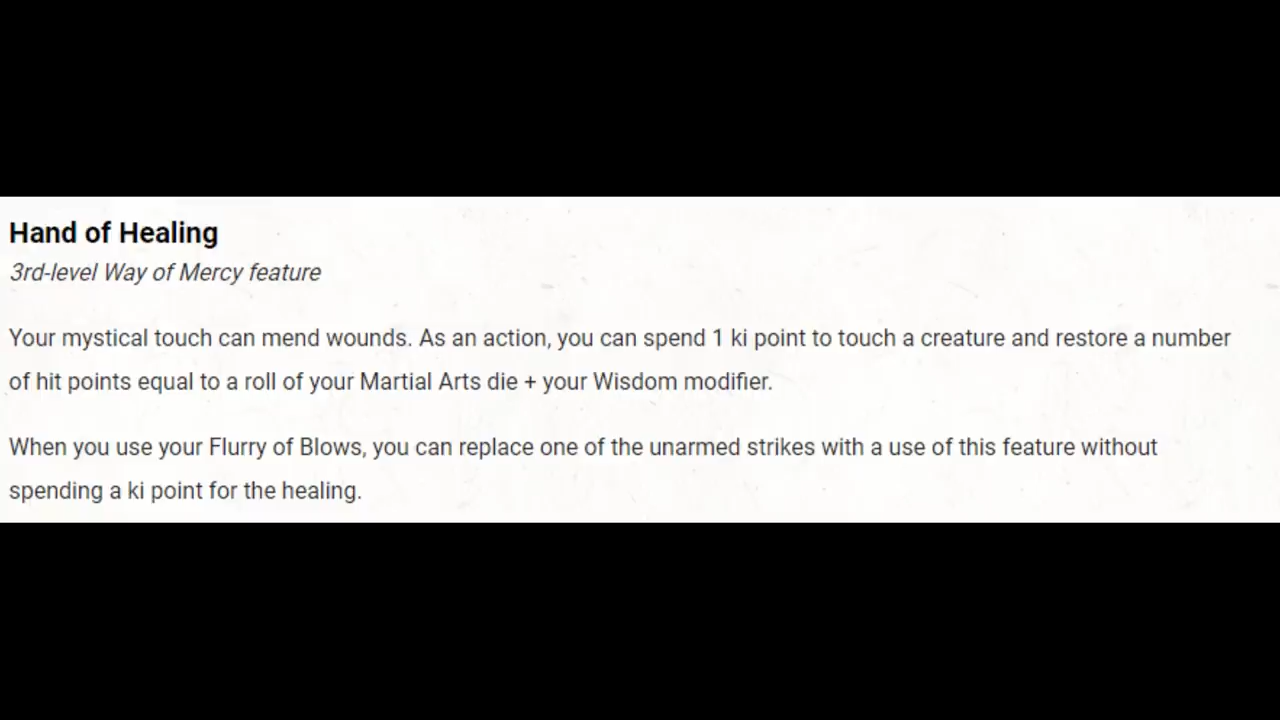 Hand of Healing
3rd-level Way of Mercy feature
Your mystical touch can mend wounds. As an action, you can spend 1 ki point to touch a creature and restore a number
of hit points equal to a roll of your Martial Arts die + your Wisdom modifier.
When you use your Flurry of Blows, you can replace one of the unarmed strikes with a use of this feature without
spending a ki point for the healing.